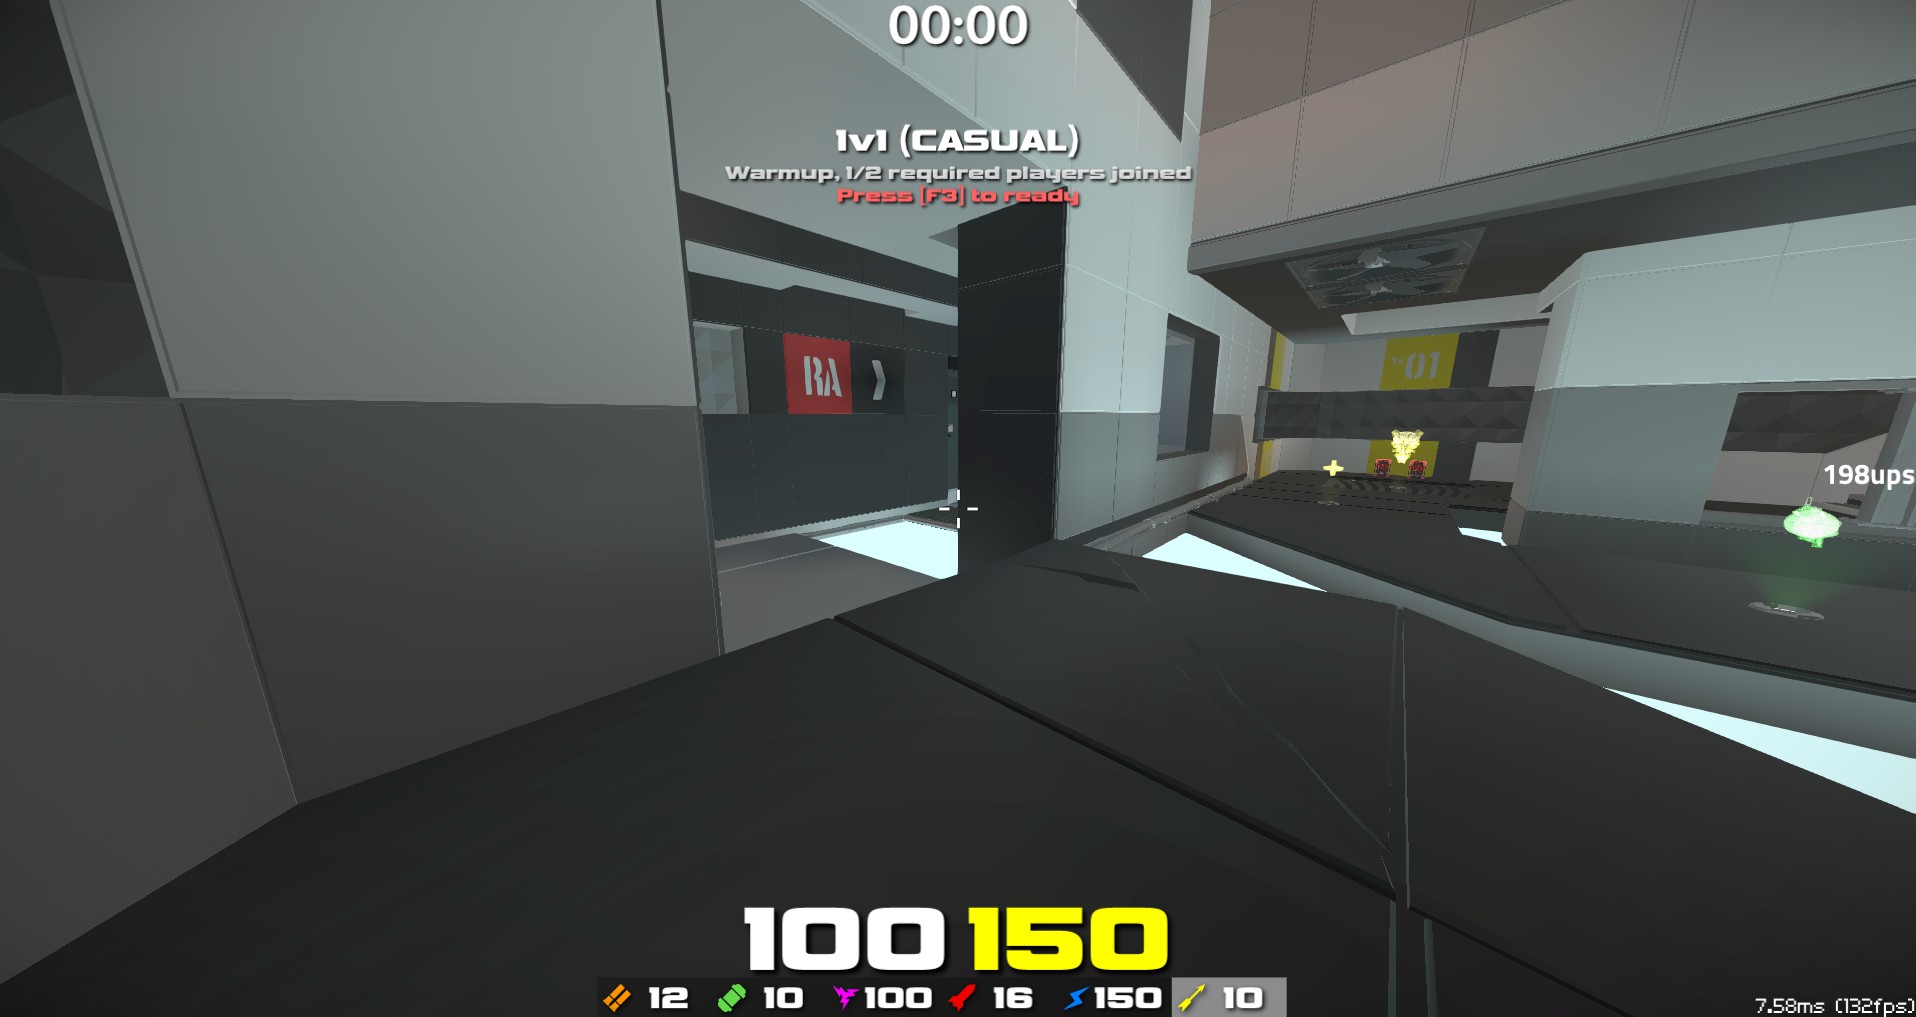 00:00
1v1 (CASUAL)
Warmup, 1/2 required players joined
Press [F3] to ready
RA
YA 01
198ups
100 150
12 10 100 16 150 10
7.58ms (132fps)